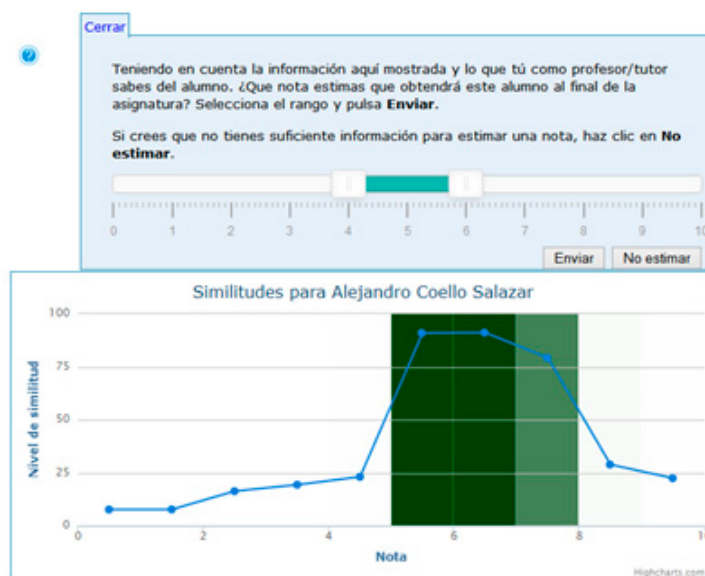 Cerrar
?
Teniendo en cuenta la información aquí mostrada y lo que tú como profesor/tutor
sabes del alumno. ¿Que nota estimas que obtendrá este alumno al final de la
asignatura? Selecciona el rango y pulsa Enviar.
Si crees que no tienes suficiente información para estimar una nota, haz clic en No
estimar.
0 1 2 3 4 5 6 7 8 9 10
Enviar No estimar
Similitudes para Alejandro Coello Salazar
Nivel de similitud
100
75
50
25
0
0 2 4 6 8 10
Nota
Highcharts.com